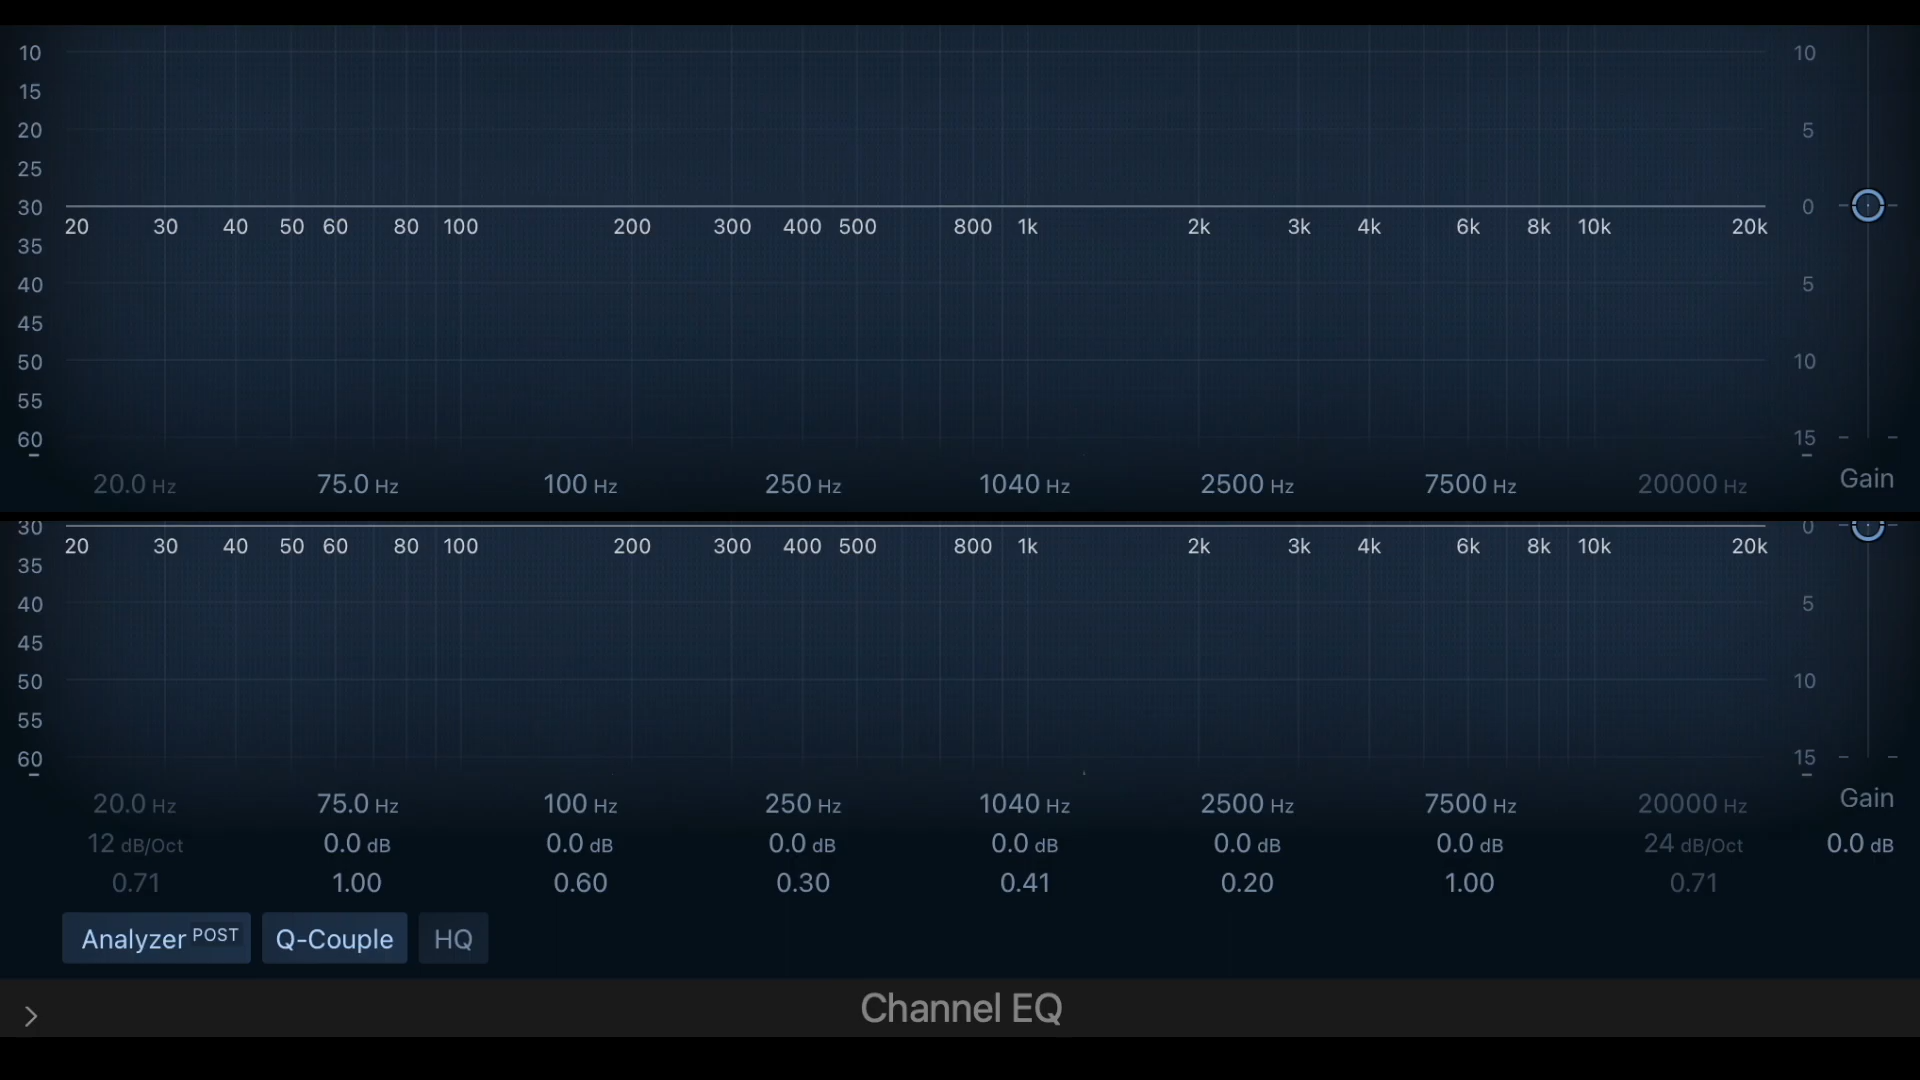 10 10
15
20 5
25
30 0
20 30 40 50 60 80 100 200 300 400 500 800 1k 2k 3k 4k 6k 8k 10k 20k
35
40 5
45
50 10
55
60 15
20.0 Hz 75.0 Hz 100 Hz 250 Hz 1040 Hz 2500 Hz 7500 Hz 20000 Hz Gain
30 0
20 30 40 50 60 80 100 200 300 400 500 800 1k 2k 3k 4k 6k 8k 10k 20k
35
40 5
45
50 10
55
60 15
20.0 Hz 75.0 Hz 100 Hz 250 Hz 1040 Hz 2500 Hz 7500 Hz 20000 Hz Gain
12 dB/Oct 0.0 dB 0.0 dB 0.0 dB 0.0 dB 0.0 dB 0.0 dB 24 dB/Oct 0.0 dB
0.71 1.00 0.60 0.30 0.41 0.20 1.00 0.71
Analyzer POST Q-Couple HQ
Channel EQ